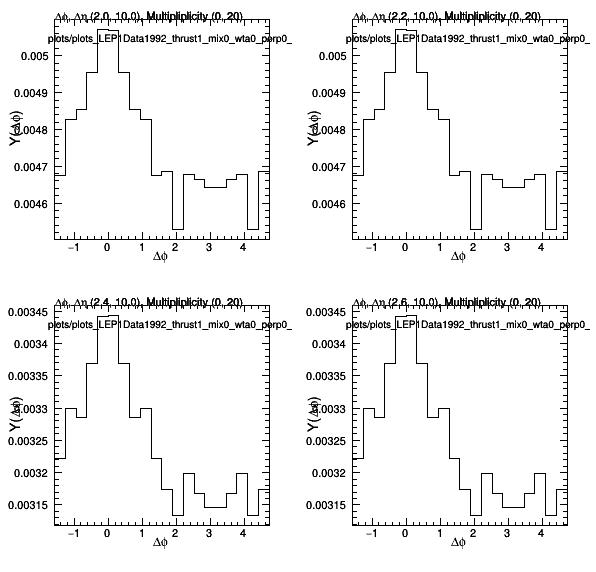 Δϕ, Δη (2.0, 10.0), Multipliplicity (0, 20)
plots/plots_LEP1Data1992_thrust1_mix0_wta0_perp0_
Y(Δϕ)
0.005
0.0049
0.0048
0.0047
0.0046
−1 0 1 2 3 4
Δϕ
Δϕ, Δη (2.2, 10.0), Multipliplicity (0, 20)
plots/plots_LEP1Data1992_thrust1_mix0_wta0_perp0_
Y(Δϕ)
0.005
0.0049
0.0048
0.0047
0.0046
−1 0 1 2 3 4
Δϕ
Δϕ, Δη (2.4, 10.0), Multipliplicity (0, 20)
plots/plots_LEP1Data1992_thrust1_mix0_wta0_perp0_
Y(Δϕ)
0.00345
0.0034
0.00335
0.0033
0.00325
0.0032
0.00315
−1 0 1 2 3 4
Δϕ
Δϕ, Δη (2.6, 10.0), Multipliplicity (0, 20)
plots/plots_LEP1Data1992_thrust1_mix0_wta0_perp0_
Y(Δϕ)
0.00345
0.0034
0.00335
0.0033
0.00325
0.0032
0.00315
−1 0 1 2 3 4
Δϕ